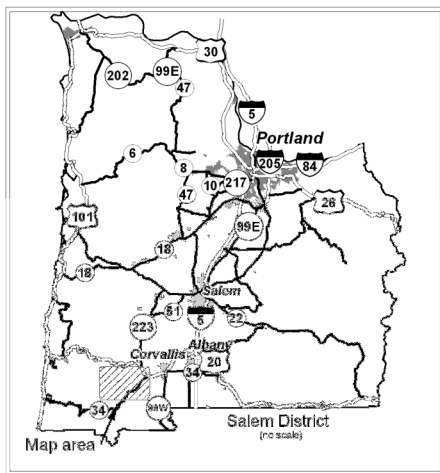 30
202
99E
47
5
Portland
6
8
205
84
10
217
47
26
101
99E
18
18
Salem
51
5
22
223
Albany
Corvallis
20
34
34
99W
Salem District
(no scale)
Map area